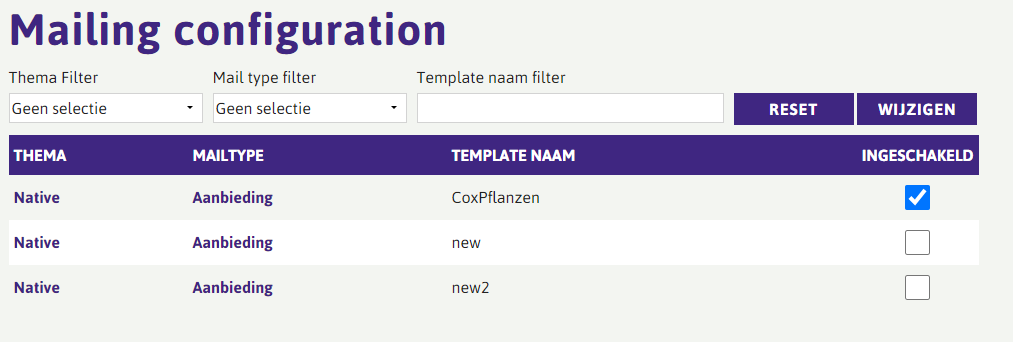 Mailing configuration
Thema Filter Mail type filter Template naam filter
Geen selectie Geen selectie RESET WIJZIGEN
THEMA MAILTYPE TEMPLATE NAAM INGESCHAKELD
Native Aanbieding CoxPflanzen
Native Aanbieding new
Native Aanbieding new2